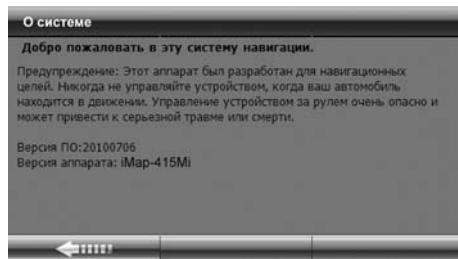 О системе
Добро пожаловать в эту систему навигации.
Предупреждение: Этот аппарат был разработан для навигационных
целей. Никогда не управляйте устройством, когда ваш автомобиль
находится в движении. Управление устройством за рулем очень опасно и
может привести к серьезной травме или смерти.
Версия ПО:20100706
Версия аппарата: iMap-415Mi